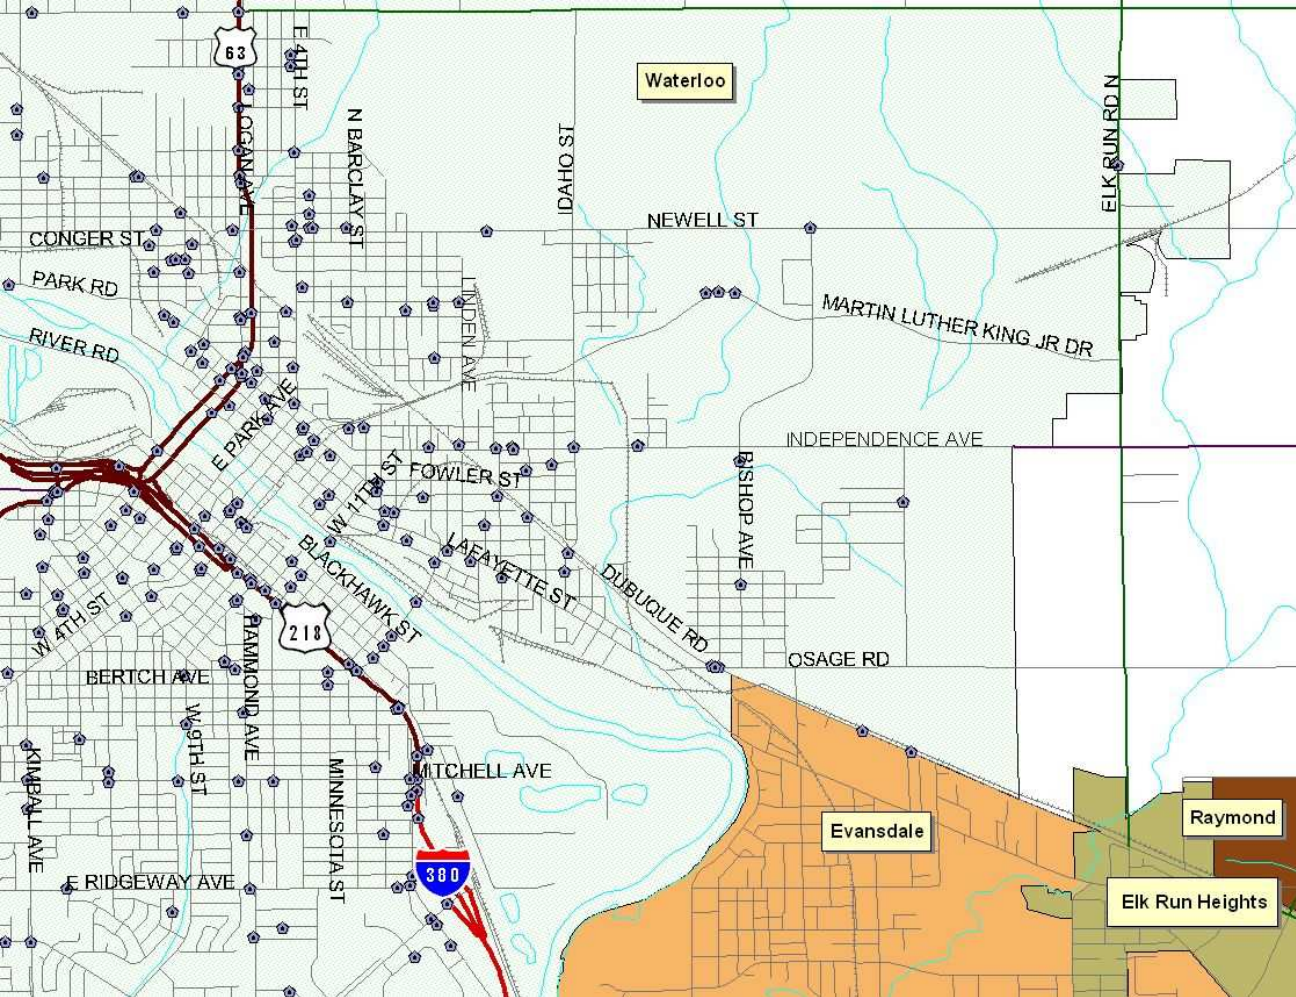 63
E 4TH ST
Waterloo
LOGAN AVE
N BARCLAY ST
IDAHO ST
ELK RUN RD N
NEWELL ST
CONGER ST
PARK RD
LINDEN AVE
MARTIN LUTHER KING JR DR
RIVER RD
E PARK AVE
INDEPENDENCE AVE
W 11TH ST
FOWLER ST
BISHOP AVE
LAFAYETTE ST
BLACKHAWK ST
DUBUQUE RD
W 4TH ST
218
HAMMOND AVE
OSAGE RD
BERTCH AVE
W 9TH ST
MITCHELL AVE
KIMBALL AVE
MINNESOTA ST
Evansdale
Raymond
380
E RIDGEWAY AVE
Elk Run Heights